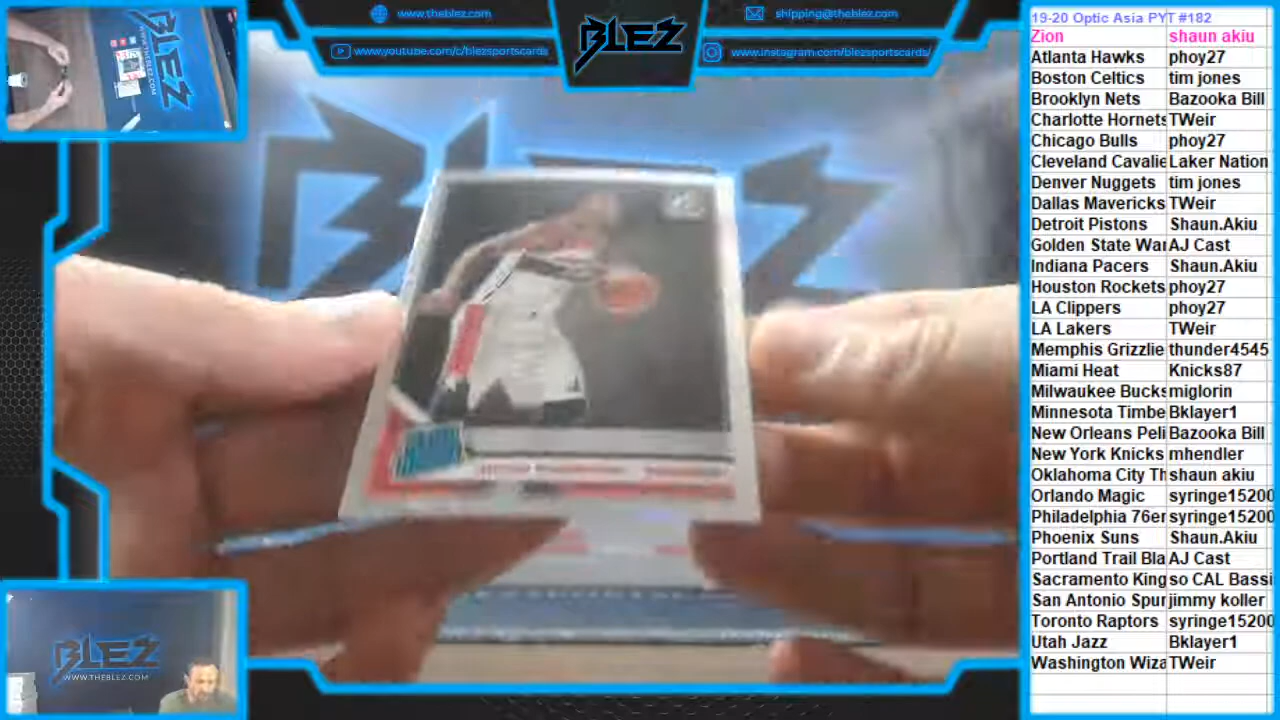 www.theblez.com
www.youtube.com/c/blezsportscards
BLEZ
shipping@theblez.com
www.instagram.com/blezsportscards/
19-20 Optic Asia PYT #182
Zion shaun akiu
Atlanta Hawks phoy27
Boston Celtics tim jones
Brooklyn Nets Bazooka Bill
Charlotte Hornets TWeir
Chicago Bulls phoy27
Cleveland Cavalie Laker Nation
Denver Nuggets tim jones
Dallas Mavericks TWeir
Detroit Pistons Shaun.Akiu
Golden State War AJ Cast
Indiana Pacers Shaun.Akiu
Houston Rockets phoy27
LA Clippers phoy27
LA Lakers TWeir
Memphis Grizzlie thunder4545
Miami Heat Knicks87
Milwaukee Bucks miglorin
Minnesota Timbe Bklayer1
New Orleans Peli Bazooka Bill
New York Knicks mhendler
Oklahoma City Th shaun akiu
Orlando Magic syringe15200
Philadelphia 76er syringe15200
Phoenix Suns Shaun.Akiu
Portland Trail Bla AJ Cast
Sacramento King so CAL Bassi
San Antonio Spur jimmy koller
Toronto Raptors syringe15200
Utah Jazz Bklayer1
Washington Wiza TWeir
BLEZ
BLEZ
WWW.THEBLEZ.COM
BLEZ
WWW.THEBLEZ.COM